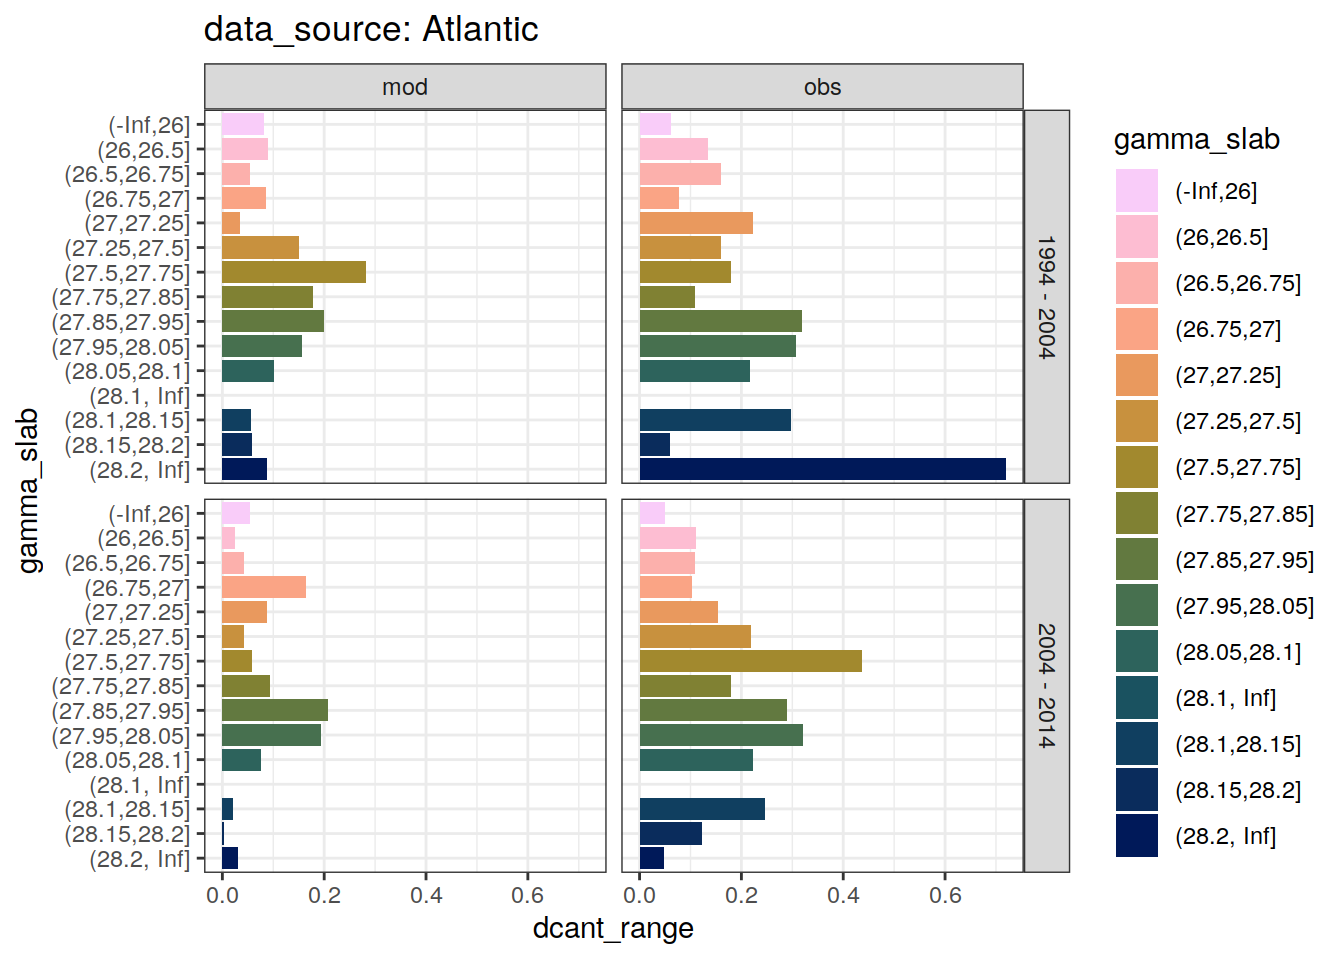 data_source: Atlantic
mod
obs
(-Inf,26]
(26,26.5]
(26.5,26.75]
(26.75,27]
(27,27.25]
(27.25,27.5]
(27.5,27.75]
(27.75,27.85]
(27.85,27.95]
(27.95,28.05]
(28.05,28.1]
(28.1, Inf]
(28.1,28.15]
(28.15,28.2]
(28.2, Inf]
1994 - 2004
(-Inf,26]
(26,26.5]
(26.5,26.75]
(26.75,27]
(27,27.25]
(27.25,27.5]
(27.5,27.75]
(27.75,27.85]
(27.85,27.95]
(27.95,28.05]
(28.05,28.1]
(28.1, Inf]
(28.1,28.15]
(28.15,28.2]
(28.2, Inf]
2004 - 2014
gamma_slab
0.0 0.2 0.4 0.6
0.0 0.2 0.4 0.6
dcant_range
gamma_slab
(-Inf,26]
(26,26.5]
(26.5,26.75]
(26.75,27]
(27,27.25]
(27.25,27.5]
(27.5,27.75]
(27.75,27.85]
(27.85,27.95]
(27.95,28.05]
(28.05,28.1]
(28.1, Inf]
(28.1,28.15]
(28.15,28.2]
(28.2, Inf]